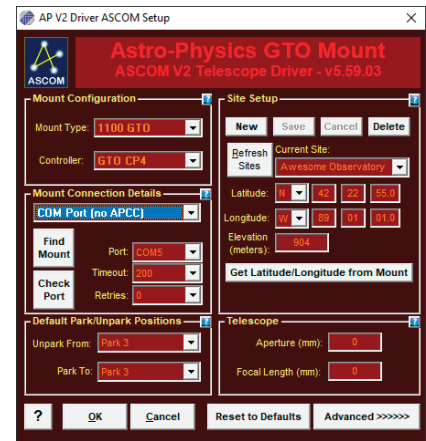 AP V2 Driver ASCOM Setup
ASCOM
Astro-Physics GTO Mount
ASCOM V2 Telescope Driver - v5.59.03
Mount Configuration ?
Mount Type: 1100 GTO
Controller: GTO CP4
Mount Connection Details ?
COM Port (no APCC)
Find Mount
Check Port
Port: COM5
Timeout: 200
Retries: 0
Default Park/Unpark Positions ?
Unpark From: Park 3
Park To: Park 3
Site Setup ?
New Save Cancel Delete
Refresh Sites
Current Site:
Awesome Observatory
Latitude: N 42 22 55.0
Longitude: W 89 01 01.0
Elevation (meters): 904
Get Latitude/Longitude from Mount
Telescope ?
Aperture (mm): 0
Focal Length (mm): 0
? OK Cancel Reset to Defaults Advanced >>>>>>